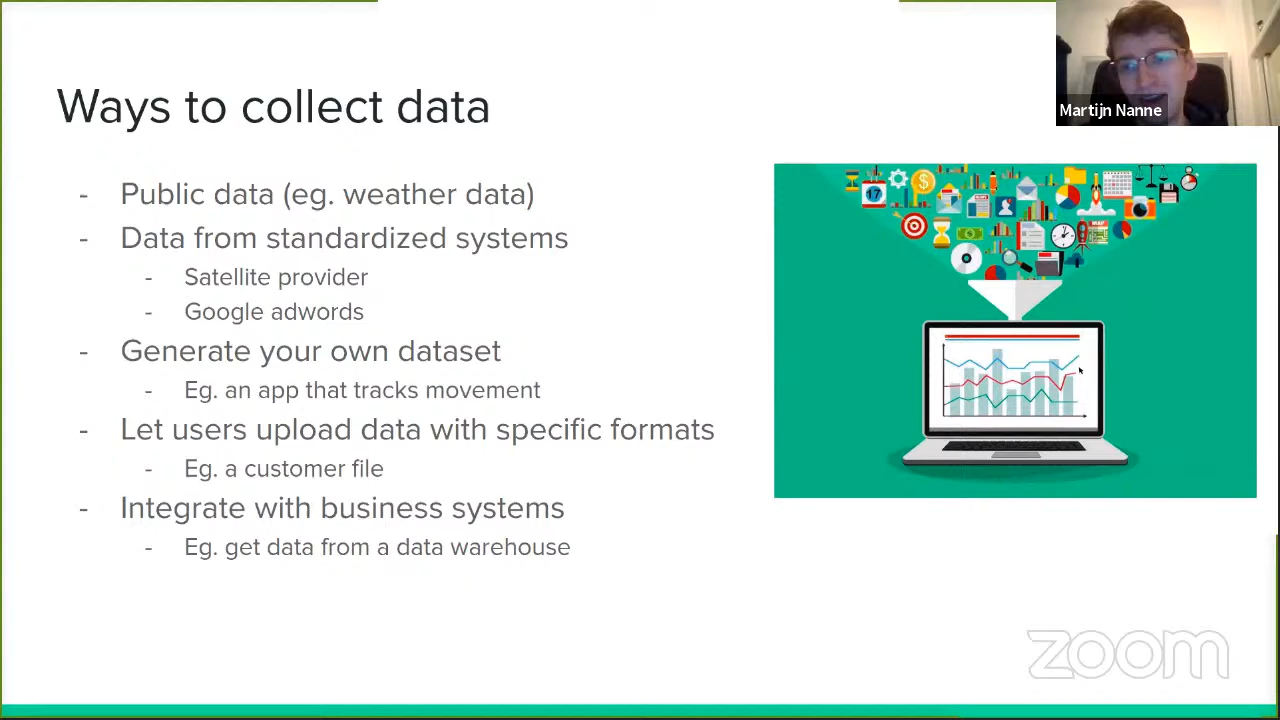 Ways to collect data
- Public data (eg. weather data)
- Data from standardized systems
- Satellite provider
- Google adwords
- Generate your own dataset
- Eg. an app that tracks movement
- Let users upload data with specific formats
- Eg. a customer file
- Integrate with business systems
- Eg. get data from a data warehouse
Martijn Nanne
17
zoom